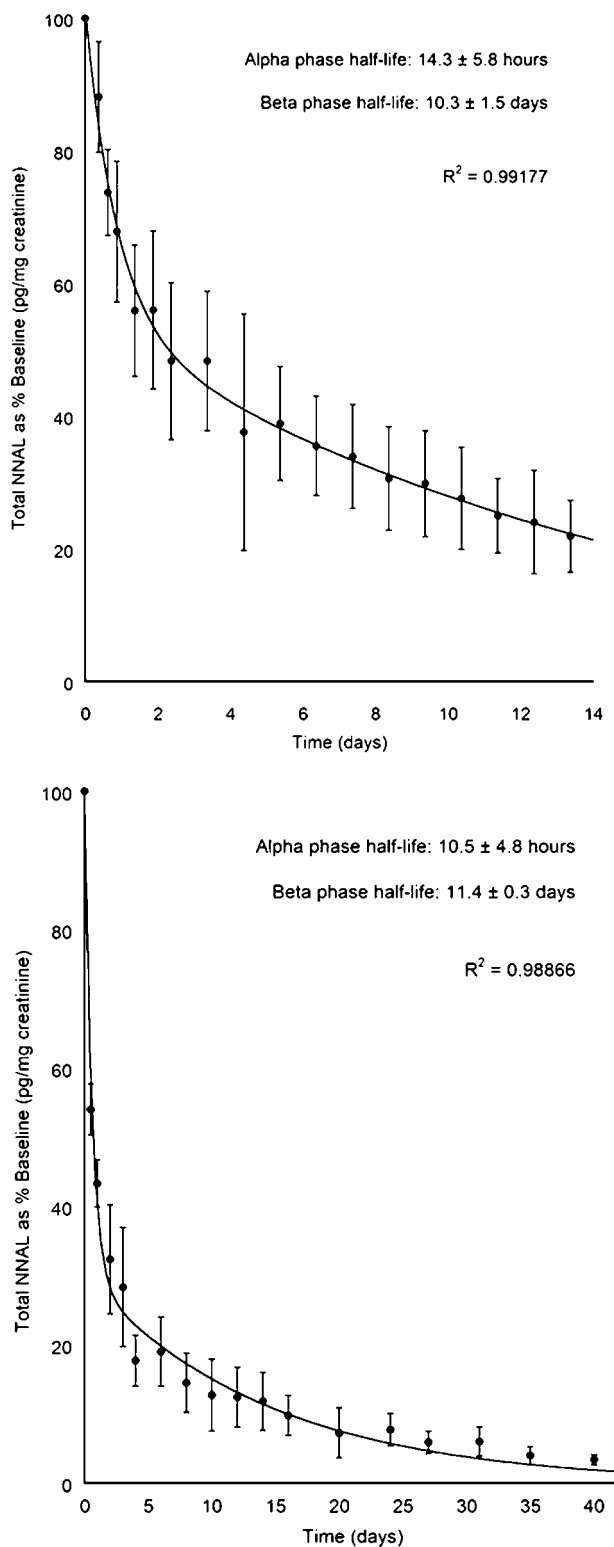 Alpha phase half-life: 14.3 ± 5.8 hours
Beta phase half-life: 10.3 ± 1.5 days
R² = 0.99177
Total NNAL as % Baseline (pg/mg creatinine)
100
80
60
40
20
0
0 2 4 6 8 10 12 14
Time (days)
Alpha phase half-life: 10.5 ± 4.8 hours
Beta phase half-life: 11.4 ± 0.3 days
R² = 0.98866
Total NNAL as % Baseline (pg/mg creatinine)
100
80
60
40
20
0
0 5 10 15 20 25 30 35 40
Time (days)